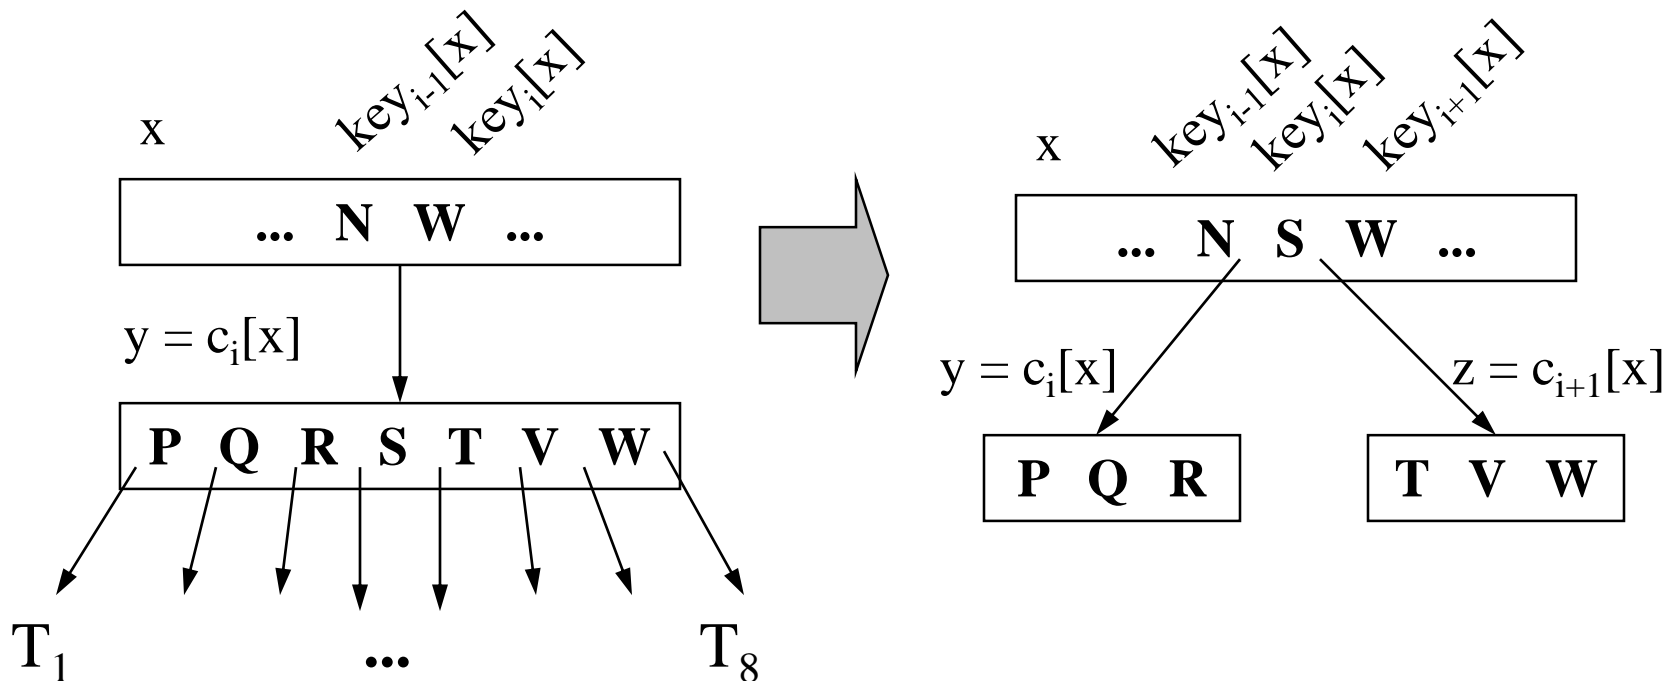 x
key_{i-1}[x]
key_i[x]
... N W ...
y = c_i[x]
P Q R S T V W
T_1 ... T_8
x
key_{i-1}[x]
key_i[x]
key_{i+1}[x]
... N S W ...
y = c_i[x]
z = c_{i+1}[x]
P Q R
T V W